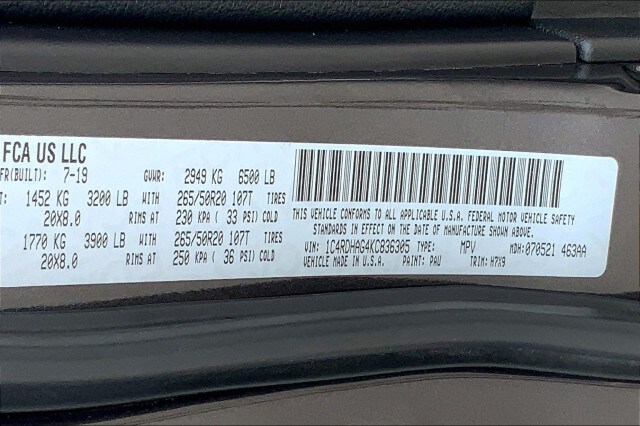 FCA US LLC
FR(BUILT): 7-19 GVWR: 2949 KG 6500 LB
T: 1452 KG 3200 LB WITH 265/50R20 107T TIRES
20X8.0 RIMS AT 230 KPA ( 33 PSI) COLD
1770 KG 3900 LB WITH 265/50R20 107T TIRES
20X8.0 RIMS AT 250 KPA ( 36 PSI) COLD
THIS VEHICLE CONFORMS TO ALL APPLICABLE U.S.A. FEDERAL MOTOR VEHICLE SAFETY
STANDARDS IN EFFECT ON THE DATE OF MANUFACTURE SHOWN ABOVE.
VIN: 1C4RDHAG4KC836305 TYPE: MPV MDH: 070521 463AA
VEHICLE MADE IN U.S.A. PAINT: PAU TRIM: H7X9